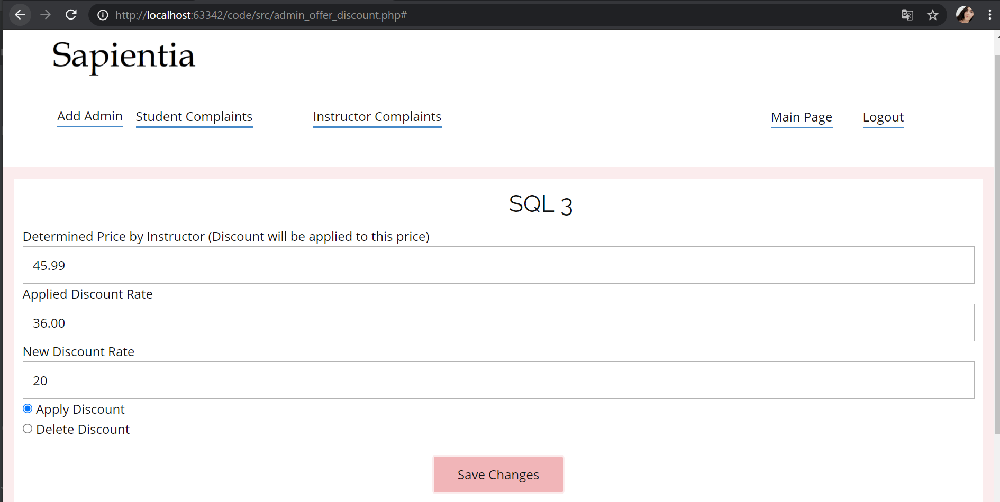 http://localhost:63342/code/src/admin_offer_discount.php#
Sapientia
Add Admin Student Complaints Instructor Complaints Main Page Logout
SQL 3
Determined Price by Instructor (Discount will be applied to this price)
45.99
Applied Discount Rate
36.00
New Discount Rate
20
Apply Discount
Delete Discount
Save Changes